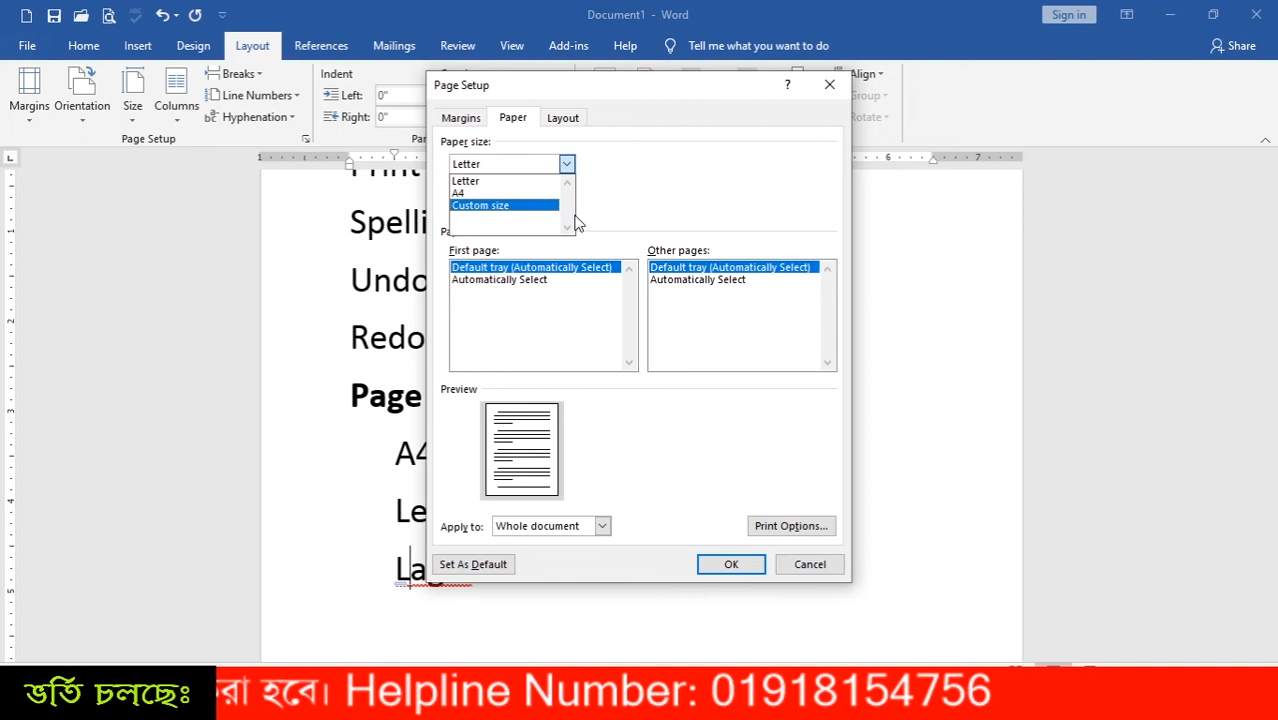 Document1 - Word
Sign in
File Home Insert Design Layout References Mailings Review View Add-ins Help Tell me what you want to do Share
Margins Orientation Size Columns
Breaks
Line Numbers
Hyphenation
Page Setup
Indent
Left: 0"
Right: 0"
Align
Group
Rotate
Page Setup
Margins Paper Layout
Paper size:
Letter
Letter
A4
Custom size
First page: Other pages:
Default tray (Automatically Select) Default tray (Automatically Select)
Automatically Select Automatically Select
Preview
Apply to: Whole document Print Options...
Set As Default OK Cancel
Print
Spelli
Undo
Redo
Page
A4
Le
Lag
ভর্তি চলছেঃ
রা হবে। Helpline Number: 01918154756